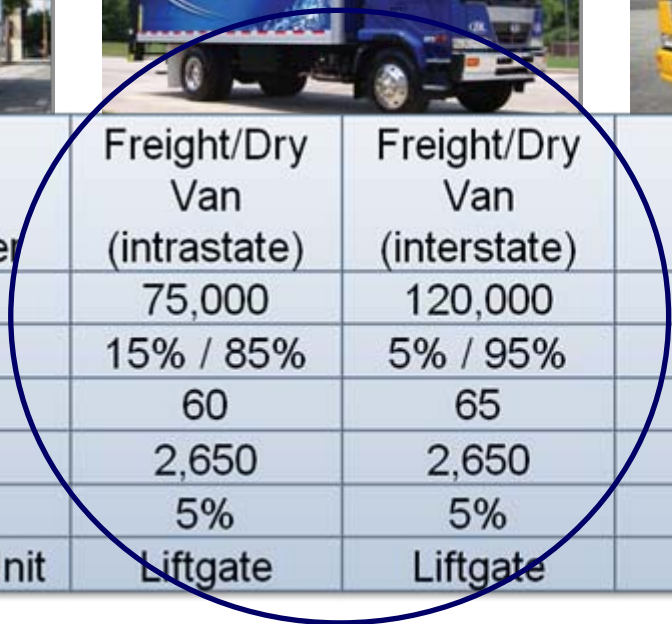 Freight/Dry Freight/Dry
Van Van
er (intrastate) (interstate)
75,000 120,000
15% / 85% 5% / 95%
60 65
2,650 2,650
5% 5%
nit Liftgate Liftgate